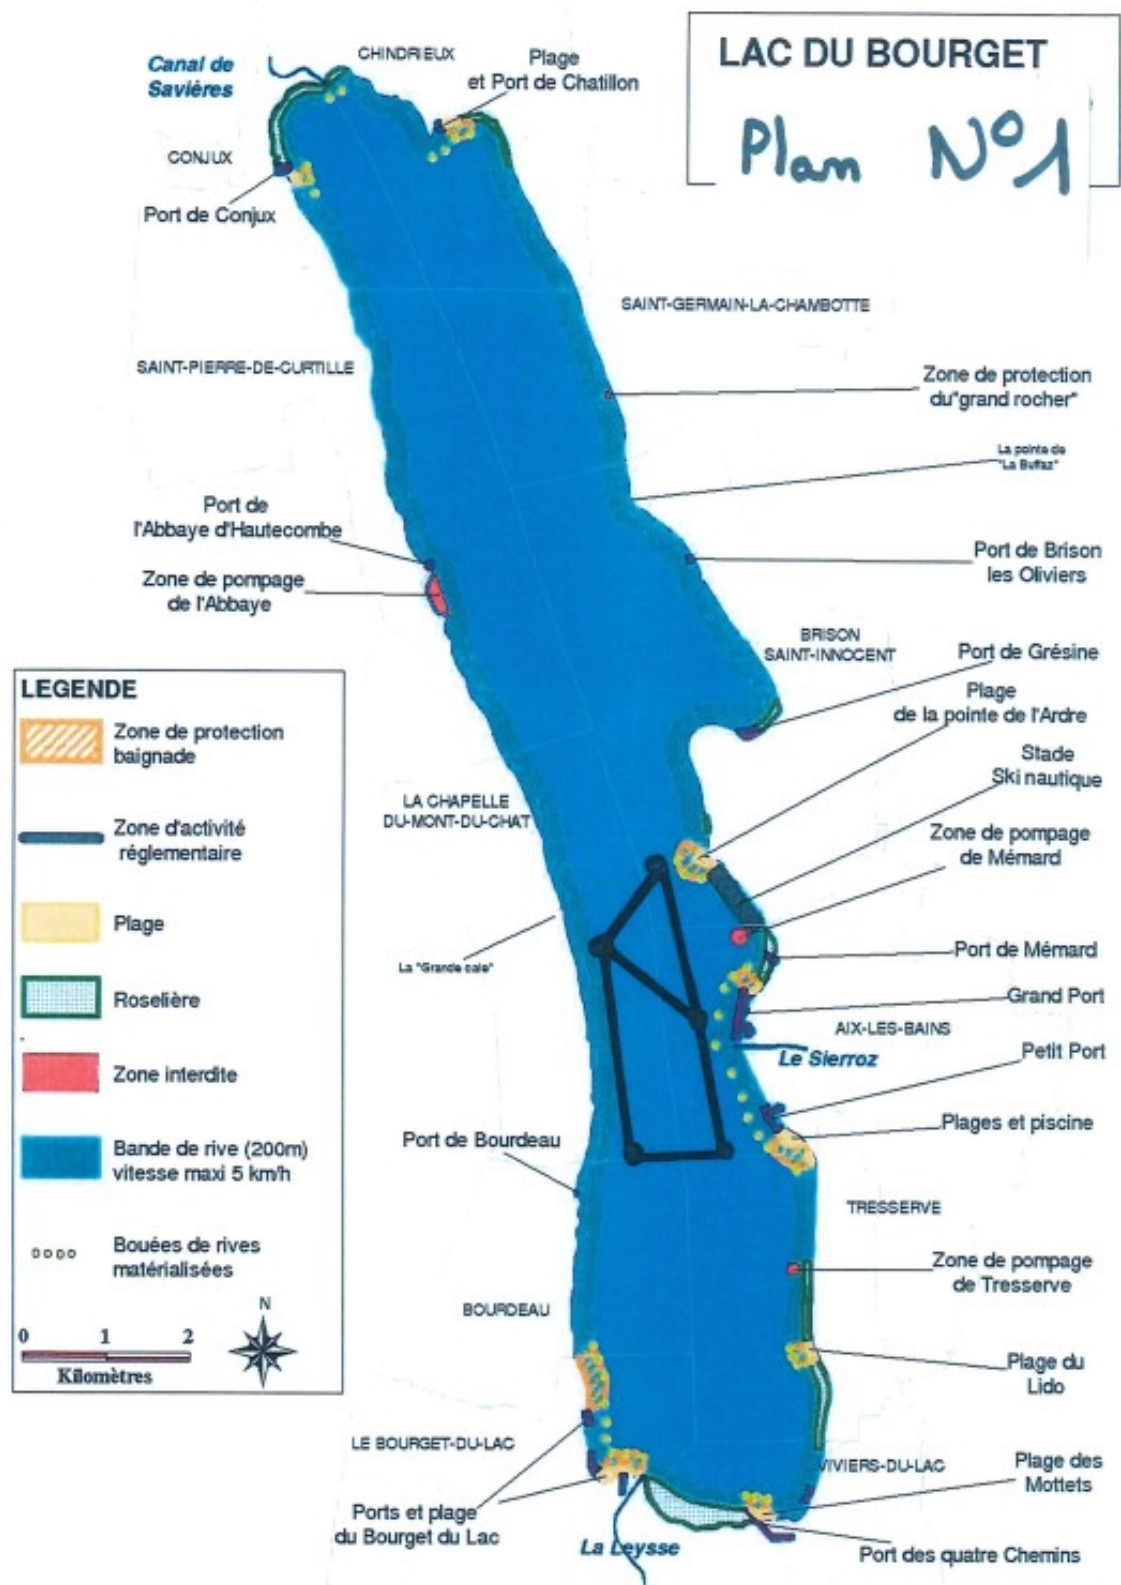 LAC DU BOURGET
Plan N°1
CHINDRIEUX
Plage
et Port de Chatillon
Canal de
Savières
CONJUX
Port de Conjux
SAINT-GERMAIN-LA-CHAMBOTTE
SAINT-PIERRE-DE-CURTILLE
Zone de protection
du"grand rocher"
La pointe de
"La Buffaz"
Port de
l'Abbaye d'Hautecombe
Zone de pompage
de l'Abbaye
Port de Brison
les Oliviers
BRISON
SAINT-INNOCENT
Port de Grésine
Plage
de la pointe de l'Ardre
Stade
Ski nautique
LA CHAPELLE
DU-MONT-DU-CHAT
Zone de pompage
de Mémard
La "Grande cale"
Port de Mémard
Grand Port
AIX-LES-BAINS
Le Sierroz
Petit Port
Plages et piscine
Port de Bourdeau
TRESSERVE
Zone de pompage
de Tresserve
BOURDEAU
Plage du
Lido
LE BOURGET-DU-LAC
VIVIERS-DU-LAC
Plage des
Mottets
Ports et plage
du Bourget du Lac
La Leysse
Port des quatre Chemins
LEGENDE
Zone de protection
baignade
Zone d'activité
réglementaire
Plage
Roselière
Zone interdite
Bande de rive (200m)
vitesse maxi 5 km/h
Bouées de rives
matérialisées
N
0 1 2
Kilomètres